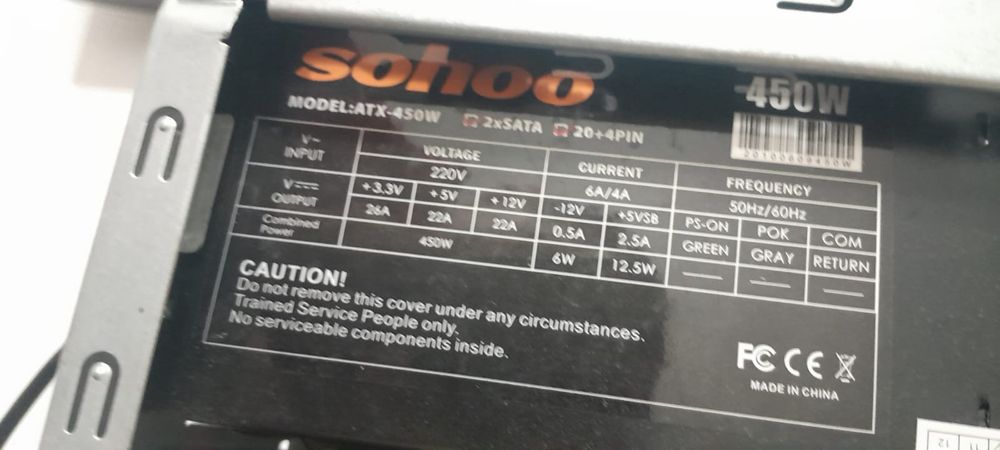 sohoo
450W
MODEL:ATX-450W 2xSATA 20+4PIN
20100809450W
V~ INPUT VOLTAGE CURRENT FREQUENCY
220V 6A/4A 50Hz/60Hz
V OUTPUT +3.3V +5V +12V -12V +5VSB PS-ON POK COM
26A 22A 22A 0.5A 2.5A GREEN GRAY RETURN
Combined Power 450W 6W 12.5W
CAUTION!
Do not remove this cover under any circumstances.
Trained Service People only.
No serviceable components inside.
FC CE
MADE IN CHINA
12 11